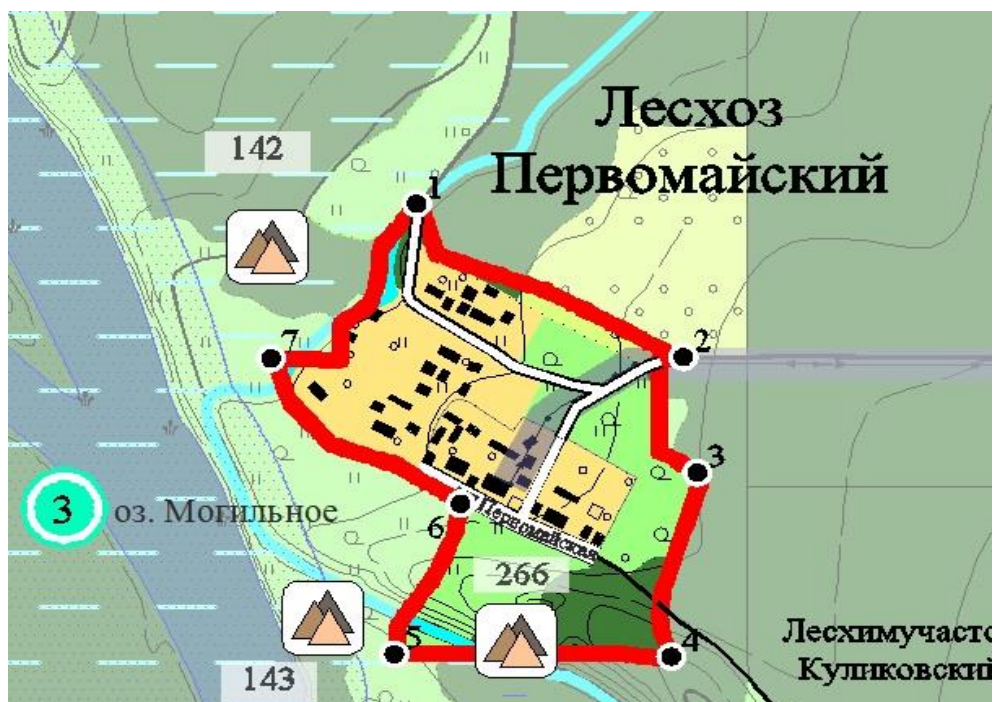 Лесхоз
Первомайский
142
1
2
7
3
3
оз. Могильное
6
Первомайская
266
5
4
143
Лесхимучасто
Куликовский